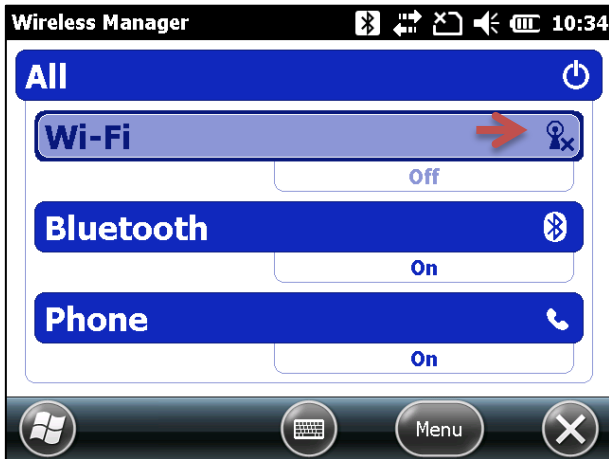 Wireless Manager 10:34
All
Wi-Fi
Off
Bluetooth
On
Phone
On
Menu